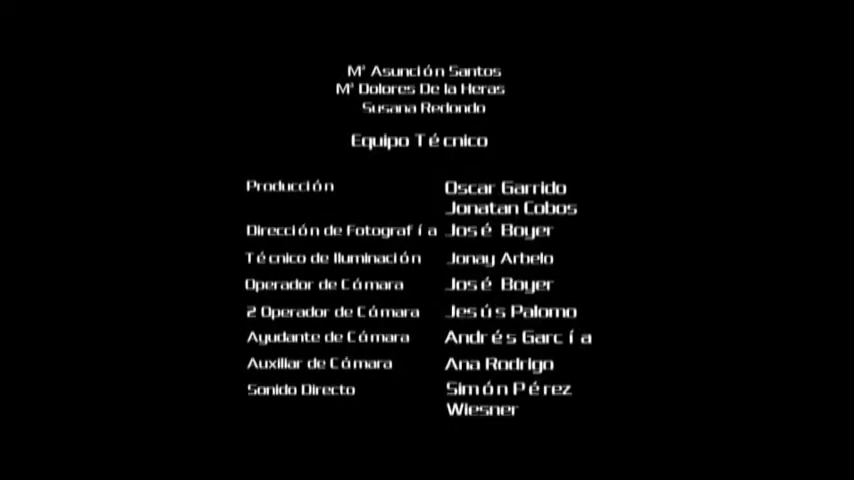 Mª Asunción Santos
Mª Dolores De la Heras
Susana Redondo
Equipo Técnico
Producción Oscar Garrido
Jonatan Cobos
Dirección de Fotografía José Boyer
Técnico de Iluminación Jonay Arbelo
Operador de Cámara José Boyer
2 Operador de Cámara Jesús Palomo
Ayudante de Cámara Andrés García
Auxiliar de Cámara Ana Rodrigo
Sonido Directo Simón Pérez
Wiesner